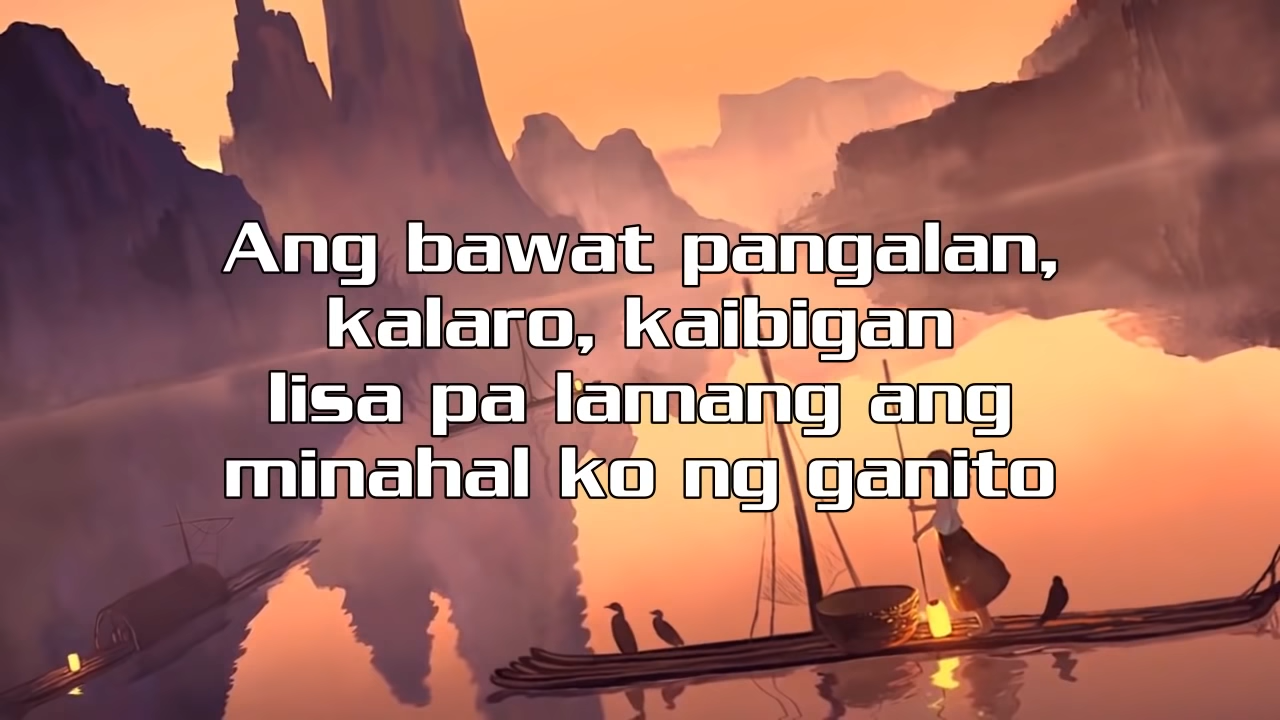 Ang bawat pangalan,
kalaro, kaibigan
Iisa pa lamang ang
minahal ko ng ganito